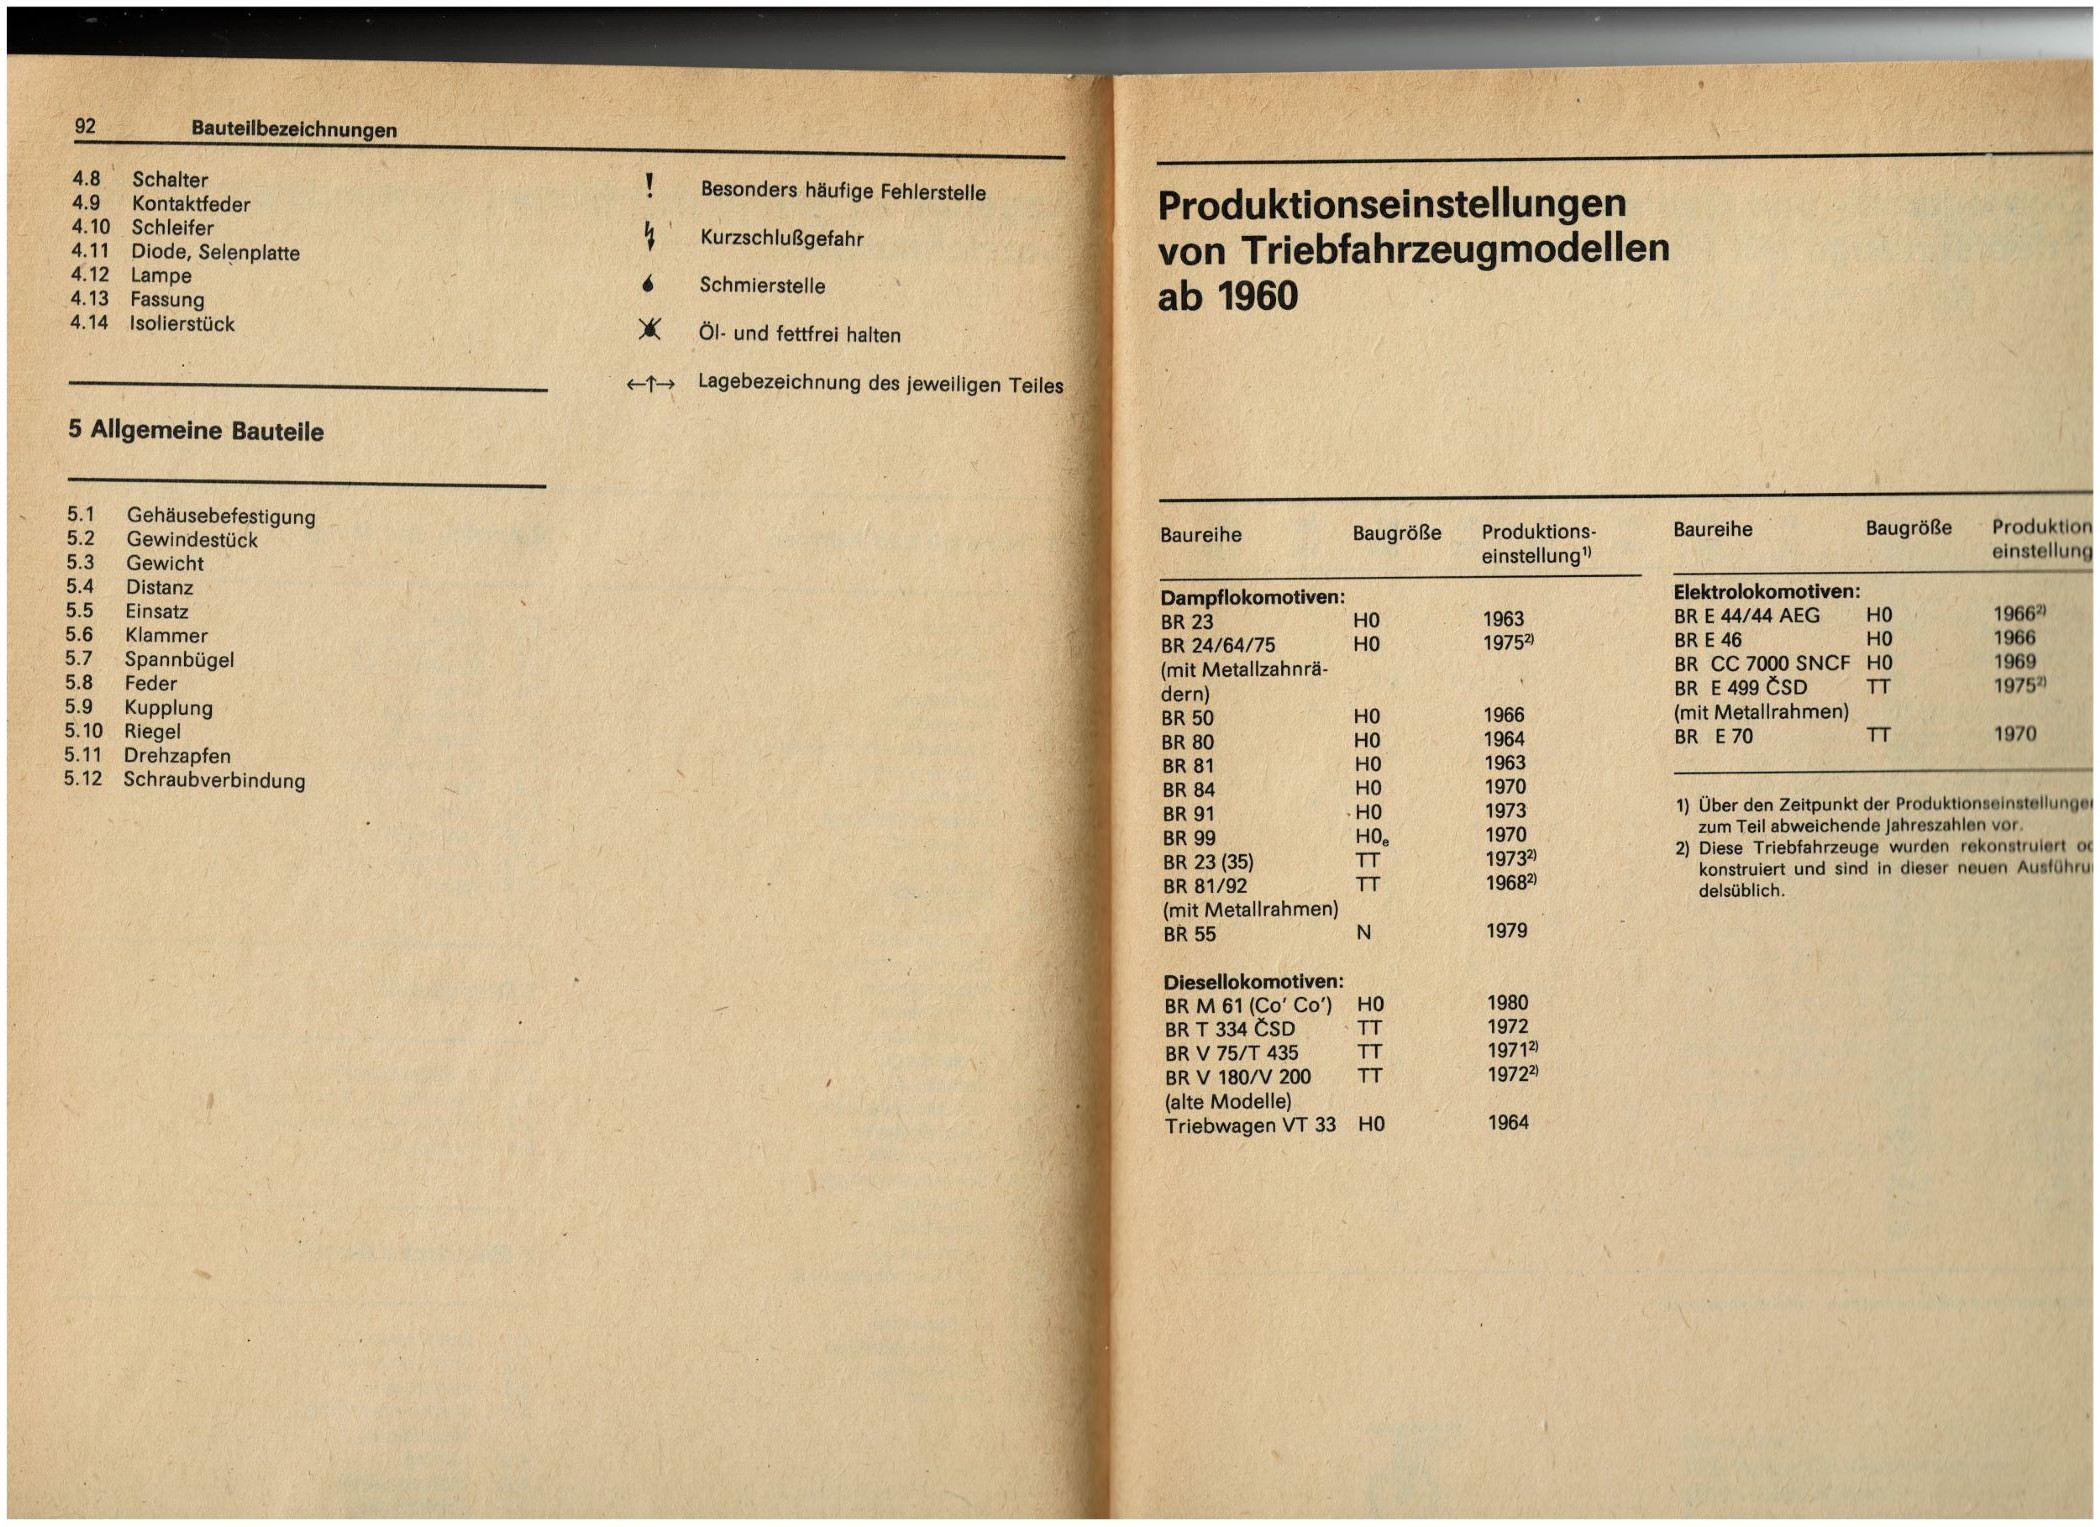 92 Bauteilbezeichnungen
4.8 Schalter
4.9 Kontaktfeder
4.10 Schleifer
4.11 Diode, Selenplatte
4.12 Lampe
4.13 Fassung
4.14 Isolierstück
5 Allgemeine Bauteile
5.1 Gehäusebefestigung
5.2 Gewindestück
5.3 Gewicht
5.4 Distanz
5.5 Einsatz
5.6 Klammer
5.7 Spannbügel
5.8 Feder
5.9 Kupplung
5.10 Riegel
5.11 Drehzapfen
5.12 Schraubverbindung
! Besonders häufige Fehlerstelle
Kurzschlußgefahr
Schmierstelle
Öl- und fettfrei halten
←↑→ Lagebezeichnung des jeweiligen Teiles
Produktionseinstellungen
von Triebfahrzeugmodellen
ab 1960
Baureihe Baugröße Produktions-
einstellung1)
Dampflokomotiven:
BR 23 H0 1963
BR 24/64/75 H0 19752)
(mit Metallzahnrä-
dern)
BR 50 H0 1966
BR 80 H0 1964
BR 81 H0 1963
BR 84 H0 1970
BR 91 H0 1973
BR 99 H0e 1970
BR 23 (35) TT 19732)
BR 81/92 TT 19682)
(mit Metallrahmen)
BR 55 N 1979
Diesellokomotiven:
BR M 61 (Co' Co') H0 1980
BR T 334 ČSD TT 1972
BR V 75/T 435 TT 19712)
BR V 180/V 200 TT 19722)
(alte Modelle)
Triebwagen VT 33 H0 1964
Baureihe Baugröße Produktion
einstellung
Elektrolokomotiven:
BR E 44/44 AEG H0 19662)
BR E 46 H0 1966
BR CC 7000 SNCF H0 1969
BR E 499 ČSD TT 19752)
(mit Metallrahmen)
BR E 70 TT 1970
1) Über den Zeitpunkt der Produktionseinstellunge
zum Teil abweichende Jahreszahlen vor.
2) Diese Triebfahrzeuge wurden rekonstruiert
konstruiert und sind in dieser neuen Ausführu
delsüblich.